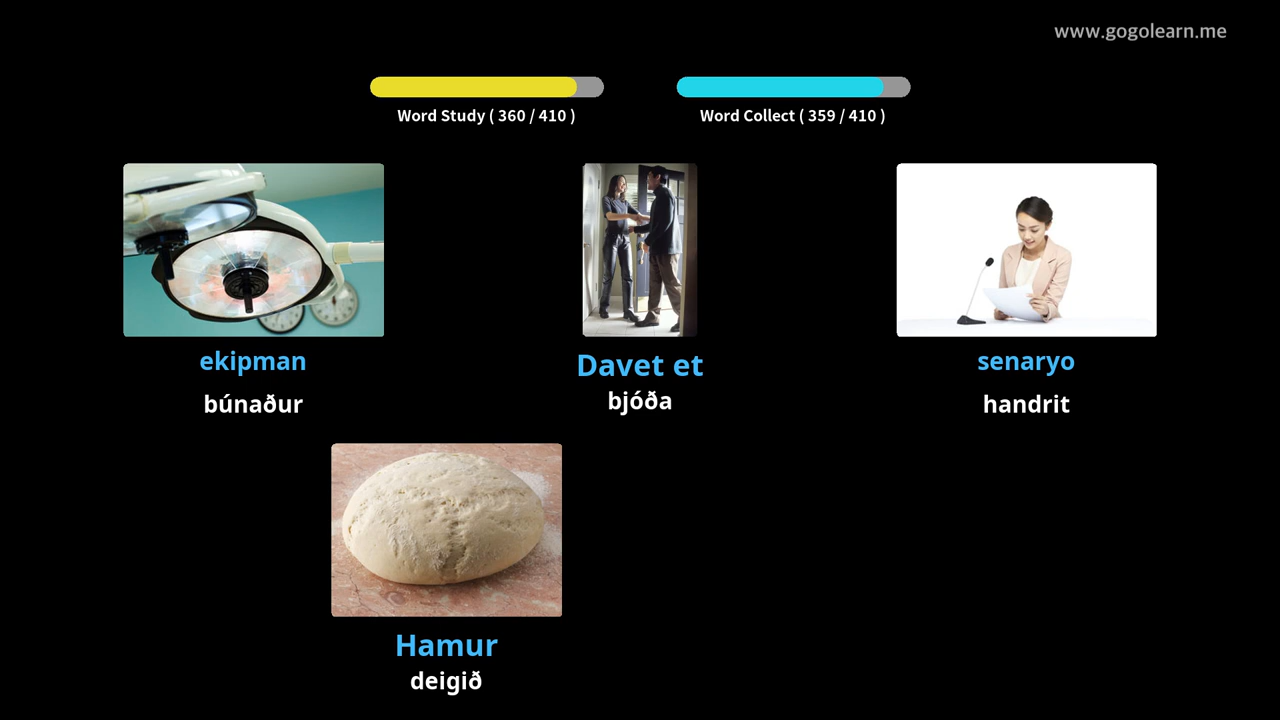 www.gogolearn.me
Word Study ( 360 / 410 )
Word Collect ( 359 / 410 )
ekipman
búnaður
Davet et
bjóða
senaryo
handrit
Hamur
deigið